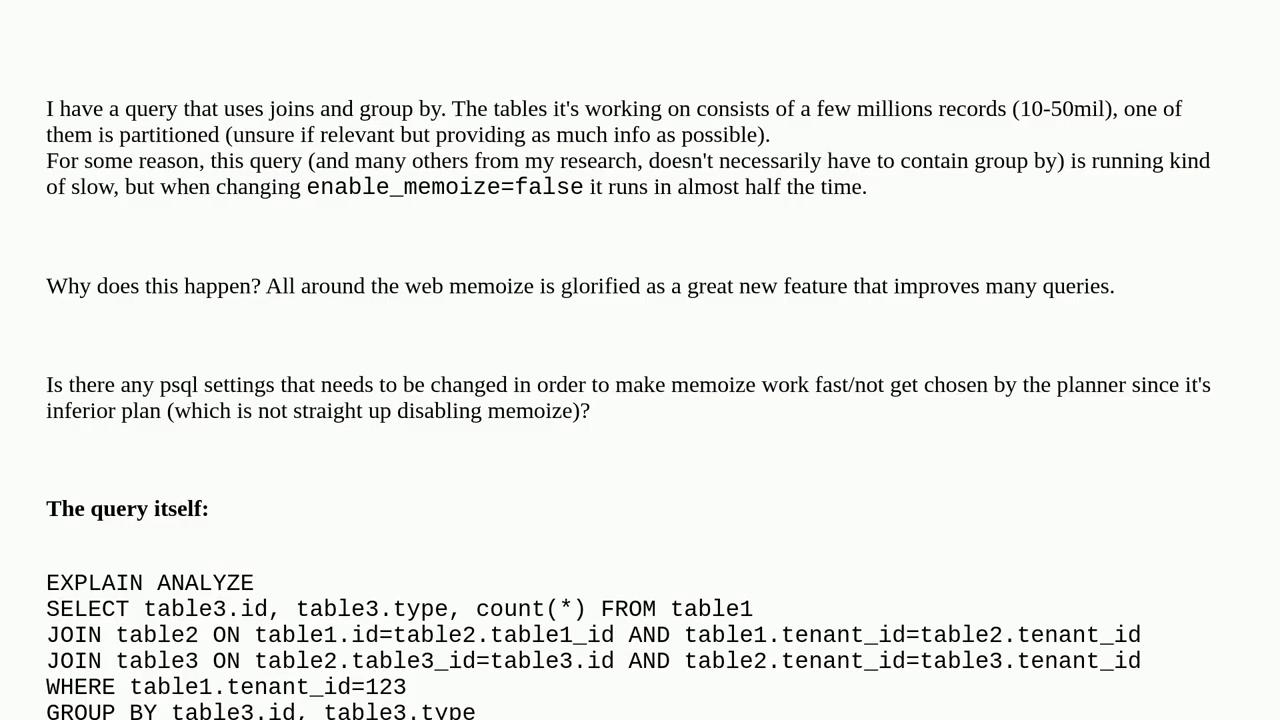 I have a query that uses joins and group by. The tables it's working on consists of a few millions records (10-50mil), one of
them is partitioned (unsure if relevant but providing as much info as possible).
For some reason, this query (and many others from my research, doesn't necessarily have to contain group by) is running kind
of slow, but when changing enable_memoize=false it runs in almost half the time.
Why does this happen? All around the web memoize is glorified as a great new feature that improves many queries.
Is there any psql settings that needs to be changed in order to make memoize work fast/not get chosen by the planner since it's
inferior plan (which is not straight up disabling memoize)?
The query itself:
EXPLAIN ANALYZE
SELECT table3.id, table3.type, count(*) FROM table1
JOIN table2 ON table1.id=table2.table1_id AND table1.tenant_id=table2.tenant_id
JOIN table3 ON table2.table3_id=table3.id AND table2.tenant_id=table3.tenant_id
WHERE table1.tenant_id=123
GROUP BY table3.id, table3.type